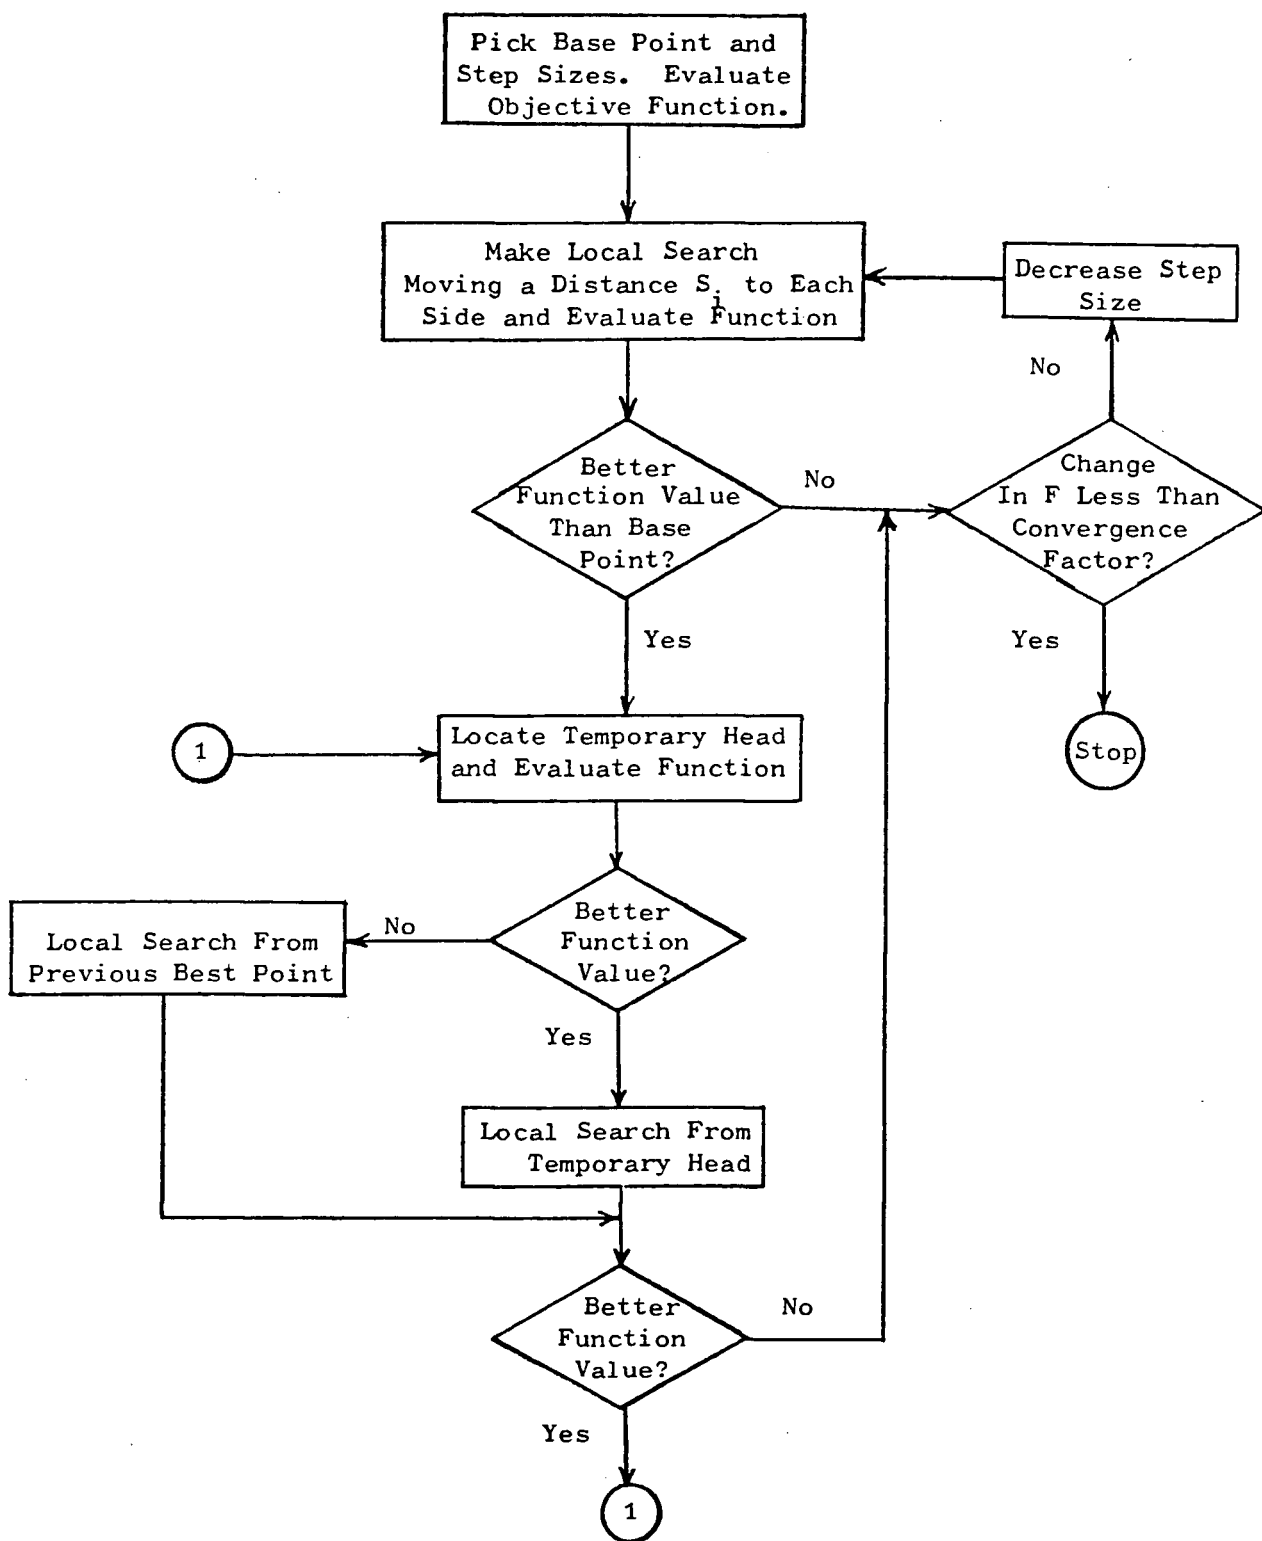 Pick Base Point and
Step Sizes. Evaluate
Objective Function.
Make Local Search
Moving a Distance Si to Each
Side and Evaluate Function
Decrease Step
Size
No
Better
Function Value
Than Base
Point?
No
Change
In F Less Than
Convergence
Factor?
Yes
Yes
1
Locate Temporary Head
and Evaluate Function
Stop
Better
Function
Value?
No
Local Search From
Previous Best Point
Yes
Local Search From
Temporary Head
Better
Function
Value?
No
Yes
1